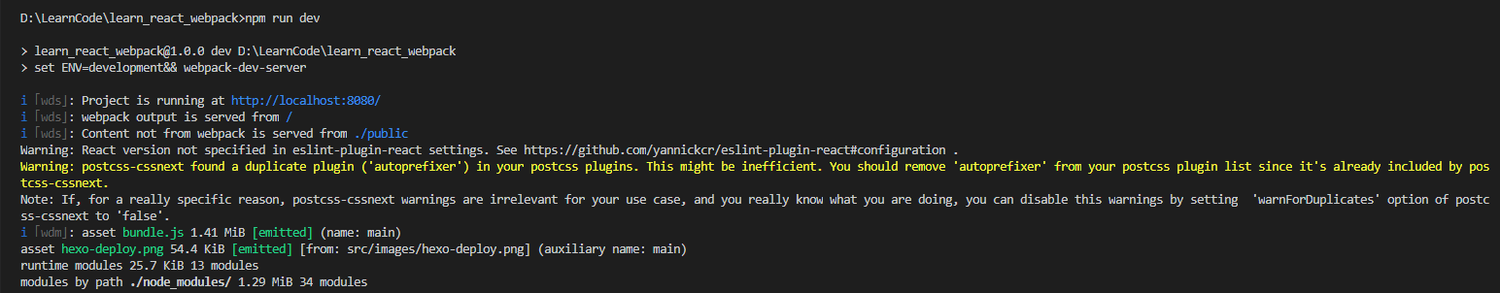 D:\LearnCode\learn_react_webpack>npm run dev
> learn_react_webpack@1.0.0 dev D:\LearnCode\learn_react_webpack
> set ENV=development&& webpack-dev-server
i ｢wds｣: Project is running at http://localhost:8080/
i ｢wds｣: webpack output is served from /
i ｢wds｣: Content not from webpack is served from ./public
Warning: React version not specified in eslint-plugin-react settings. See https://github.com/yannickcr/eslint-plugin-react#configuration .
Warning: postcss-cssnext found a duplicate plugin ('autoprefixer') in your postcss plugins. This might be inefficient. You should remove 'autoprefixer' from your postcss plugin list since it's already included by pos
tcss-cssnext.
Note: If, for a really specific reason, postcss-cssnext warnings are irrelevant for your use case, and you really know what you are doing, you can disable this warnings by setting  'warnForDuplicates' option of postc
ss-cssnext to 'false'.
i ｢wdm｣: asset bundle.js 1.41 MiB [emitted] (name: main)
asset hexo-deploy.png 54.4 KiB [emitted] [from: src/images/hexo-deploy.png] (auxiliary name: main)
runtime modules 25.7 KiB 13 modules
modules by path ./node_modules/ 1.29 MiB 34 modules